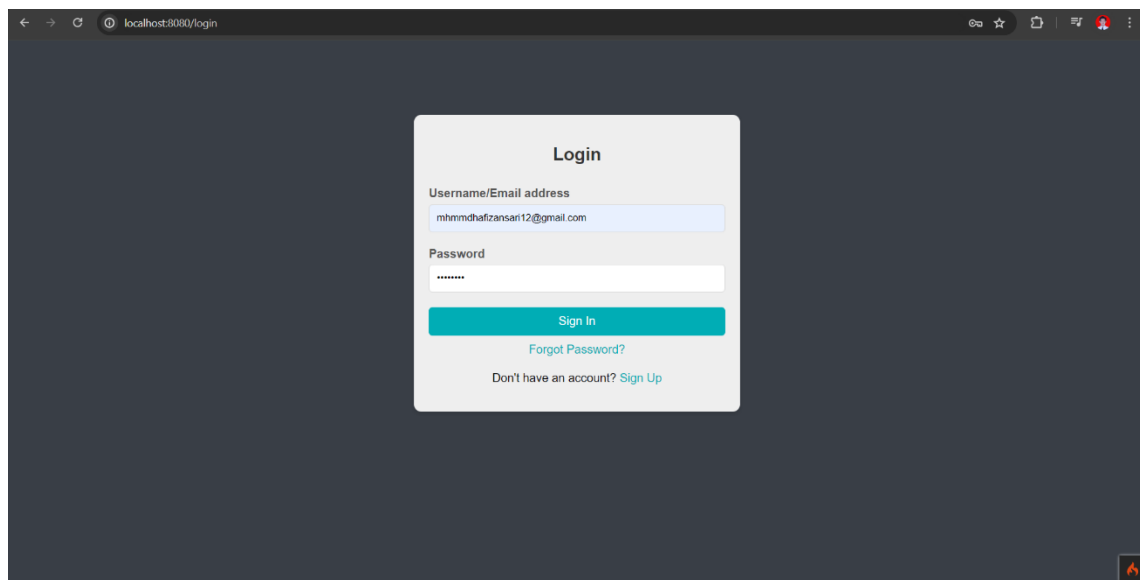 localhost:8080/login
Login
Username/Email address
mhmmdhafizansari12@gmail.com
Password
••••••••
Sign In
Forgot Password?
Don't have an account? Sign Up